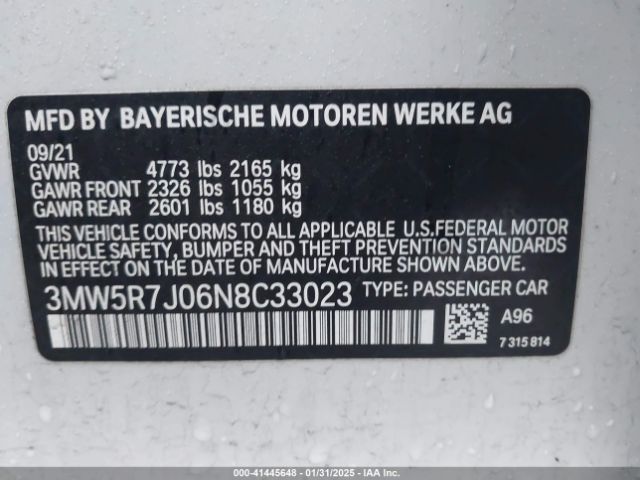 MFD BY BAYERISCHE MOTOREN WERKE AG
09/21
GVWR 4773 lbs 2165 kg
GAWR FRONT 2326 lbs 1055 kg
GAWR REAR 2601 lbs 1180 kg
THIS VEHICLE CONFORMS TO ALL APPLICABLE U.S.FEDERAL MOTOR
VEHICLE SAFETY, BUMPER AND THEFT PREVENTION STANDARDS
IN EFFECT ON THE DATE OF MANUFACTURE SHOWN ABOVE.
3MW5R7J06N8C33023 TYPE: PASSENGER CAR
A96
7 315 814
000-41445648 - 01/31/2025 - IAA, Inc.